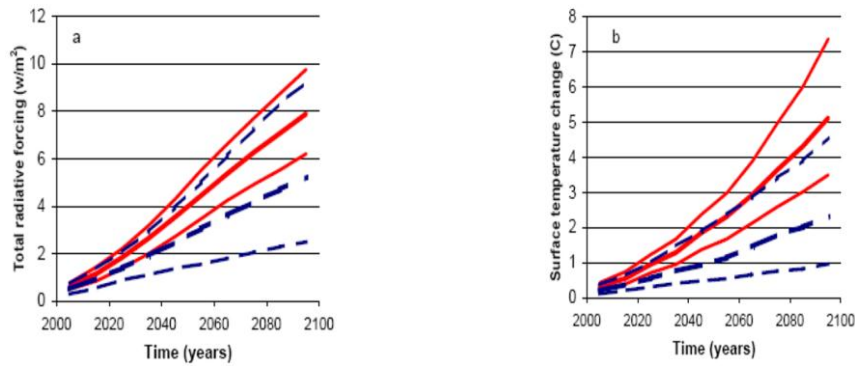 a
Total radiative forcing (w/m²)
12
10
8
6
4
2
0
2000 2020 2040 2060 2080 2100
Time (years)
b
Surface temperature change (C)
8
7
6
5
4
3
2
1
0
2000 2020 2040 2060 2080 2100
Time (years)